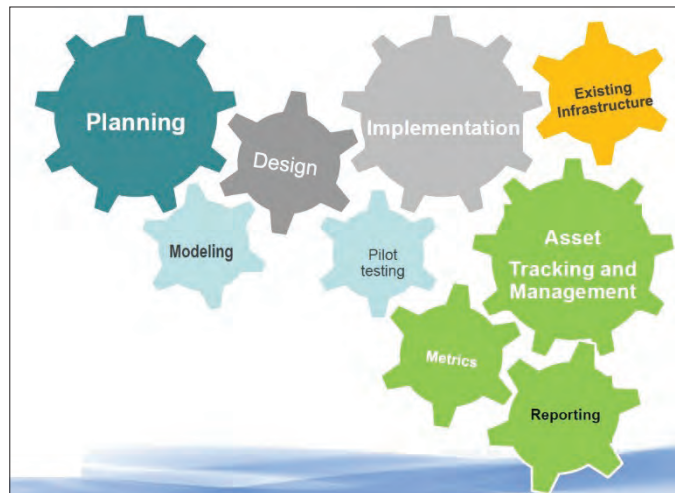 Planning
Design
Implementation
Existing
Infrastructure
Modeling
Pilot
testing
Asset
Tracking and
Management
Metrics
Reporting